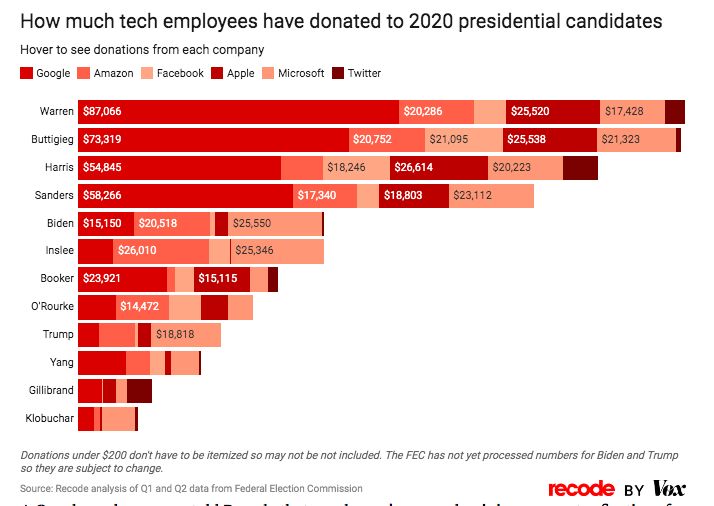 How much tech employees have donated to 2020 presidential candidates
Hover to see donations from each company
Google Amazon Facebook Apple Microsoft Twitter
Warren $87,066 $20,286 $25,520 $17,428
Buttigieg $73,319 $20,752 $21,095 $25,538 $21,323
Harris $54,845 $18,246 $26,614 $20,223
Sanders $58,266 $17,340 $18,803 $23,112
Biden $15,150 $20,518 $25,550
Inslee $26,010 $25,346
Booker $23,921 $15,115
O'Rourke $14,472
Trump $18,818
Yang
Gillibrand
Klobuchar
Donations under $200 don't have to be itemized so may not be not included. The FEC has not yet processed numbers for Biden and Trump
so they are subject to change.
Source: Recode analysis of Q1 and Q2 data from Federal Election Commission
recode BY Vox